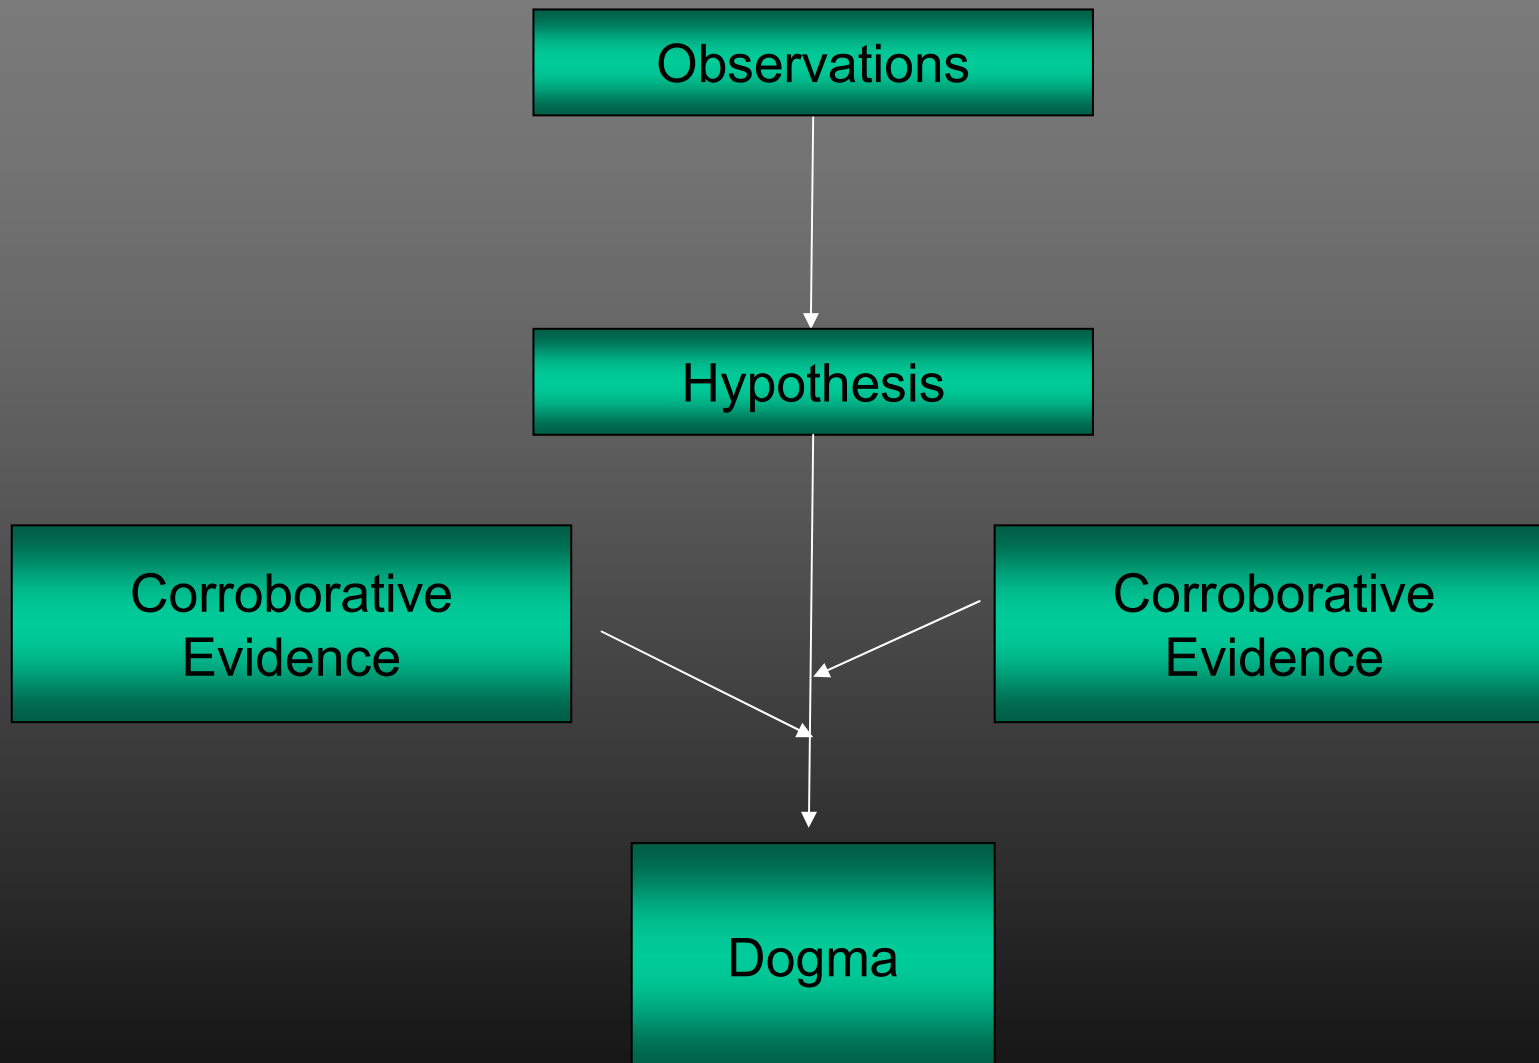 Observations
Hypothesis
Corroborative
Evidence
Corroborative
Evidence
Dogma